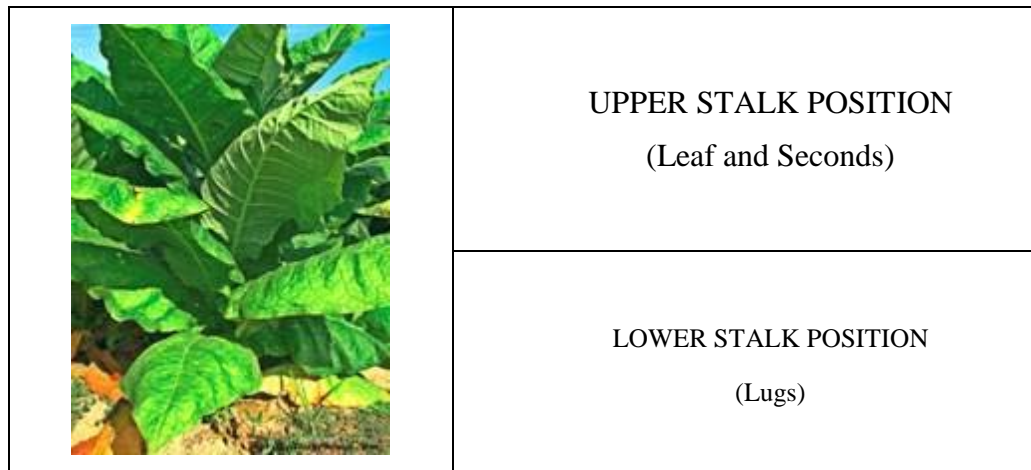 UPPER STALK POSITION
(Leaf and Seconds)
LOWER STALK POSITION
(Lugs)